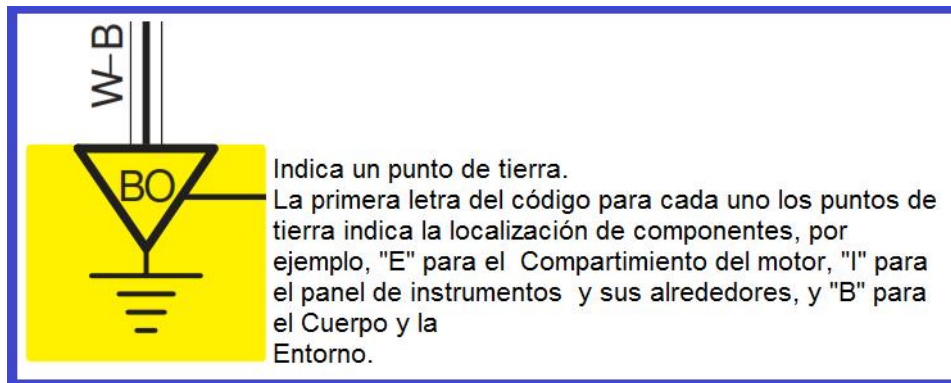 W-B
BO
Indica un punto de tierra.
La primera letra del código para cada uno los puntos de
tierra indica la localización de componentes, por
ejemplo, "E" para el  Compartimiento del motor, "I" para
el panel de instrumentos  y sus alrededores, y "B" para
el Cuerpo y la
Entorno.